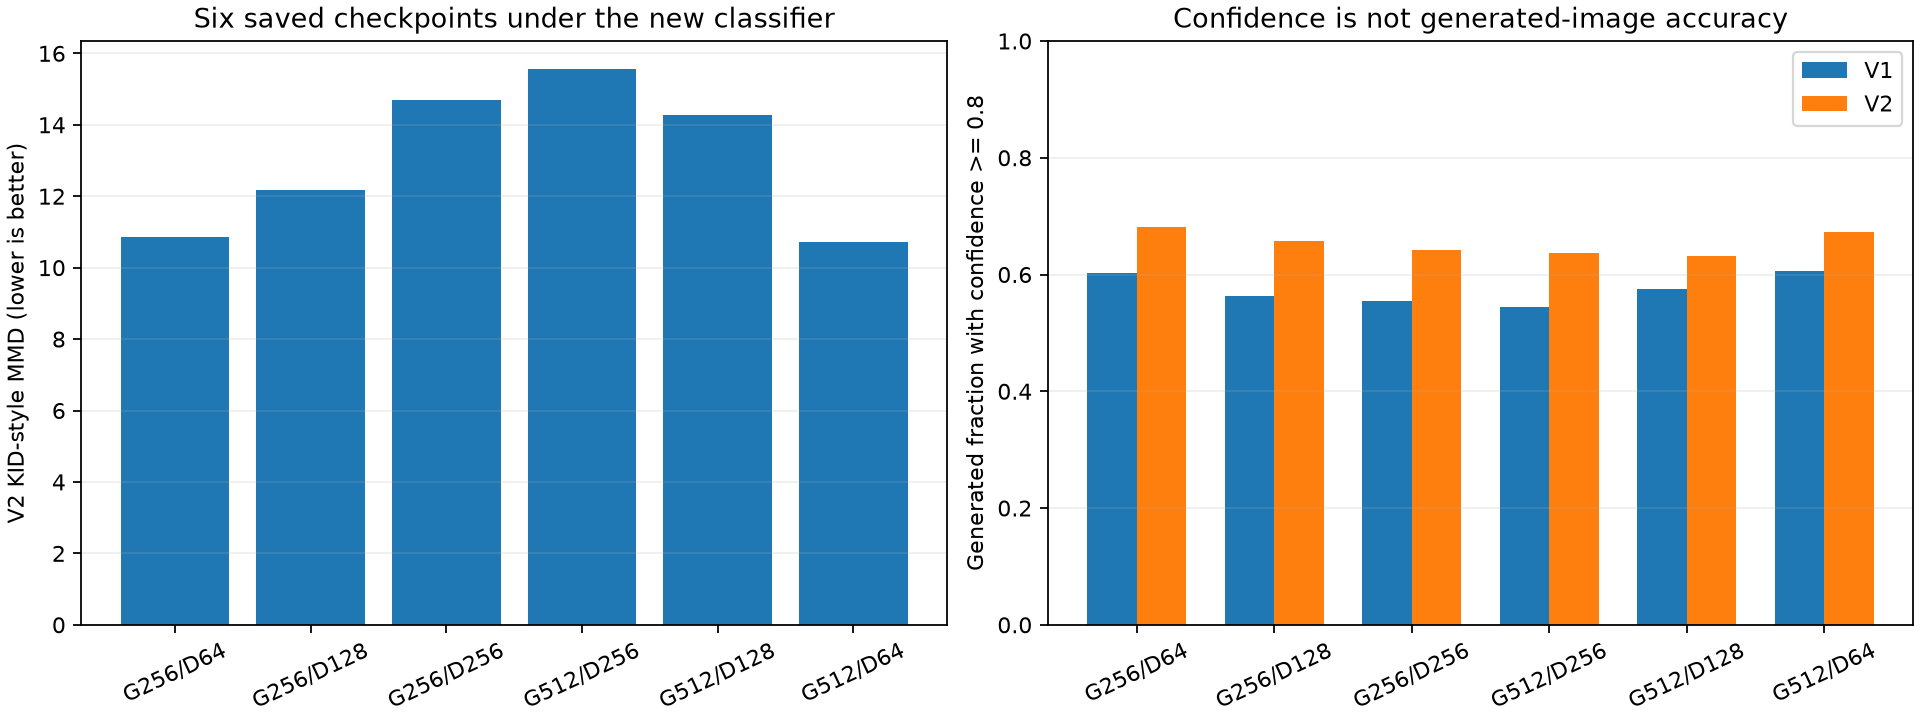 Six saved checkpoints under the new classifier
V2 KID-style MMD (lower is better)
16
14
12
10
8
6
4
2
0
G256/D64
G256/D128
G256/D256
G512/D256
G512/D128
G512/D64
Confidence is not generated-image accuracy
Generated fraction with confidence >= 0.8
1.0
0.8
0.6
0.4
0.2
0.0
V1
V2
G256/D64
G256/D128
G256/D256
G512/D256
G512/D128
G512/D64